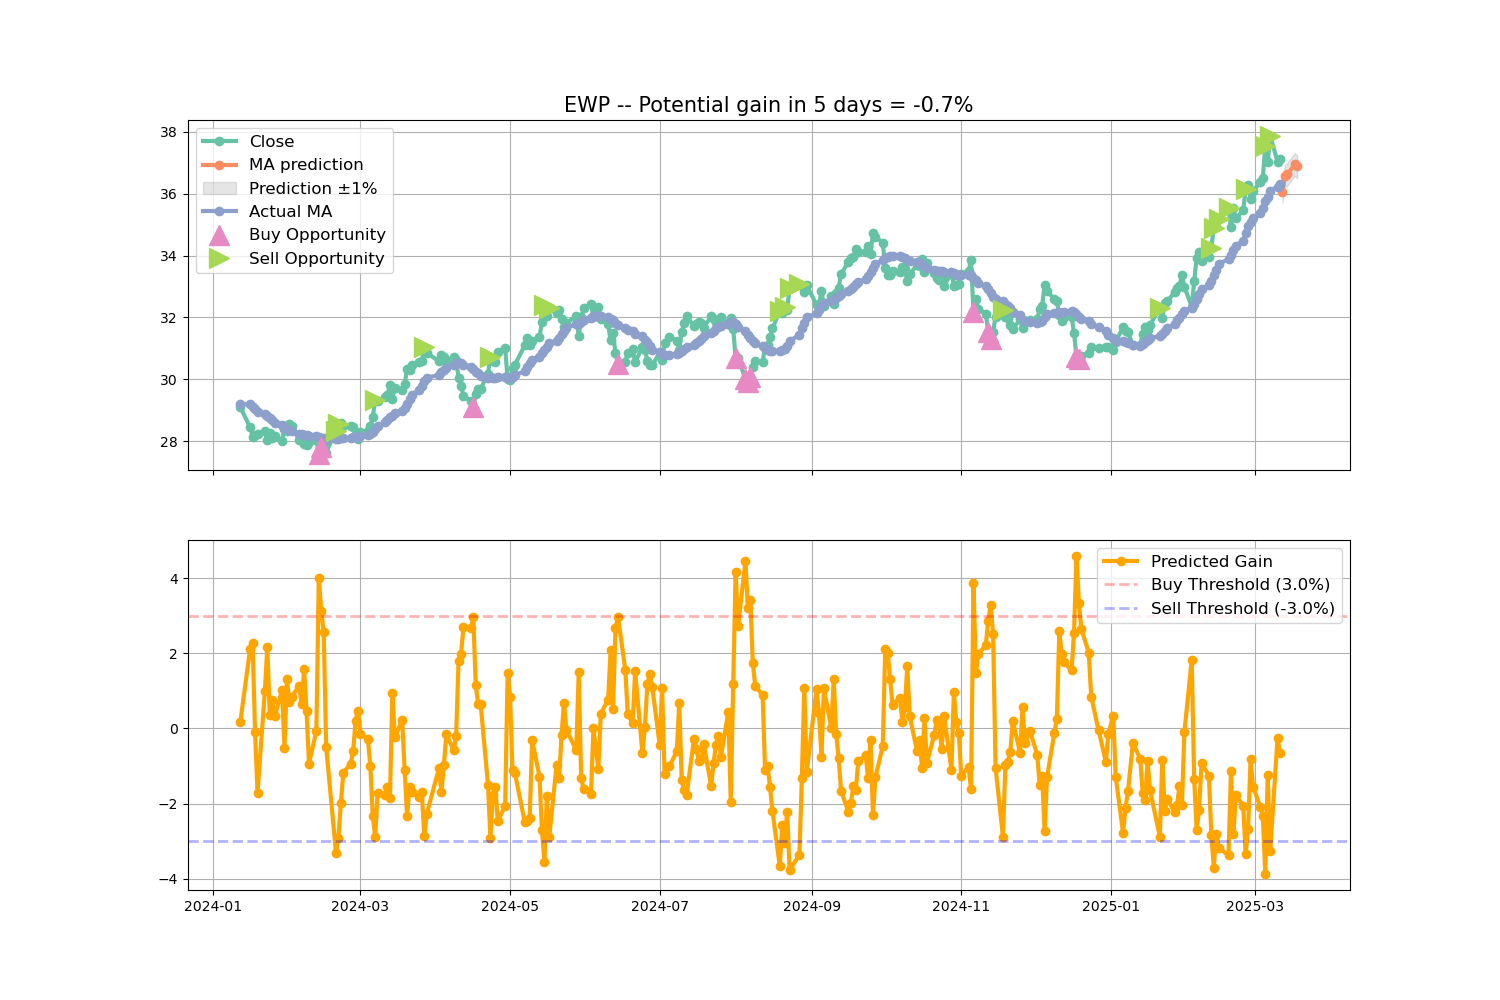 EWP -- Potential gain in 5 days = -0.7%
38
36
34
32
30
28
Close
MA prediction
Prediction ±1%
Actual MA
Buy Opportunity
Sell Opportunity
4
2
0
−2
−4
Predicted Gain
Buy Threshold (3.0%)
Sell Threshold (-3.0%)
2024-01 2024-03 2024-05 2024-07 2024-09 2024-11 2025-01 2025-03